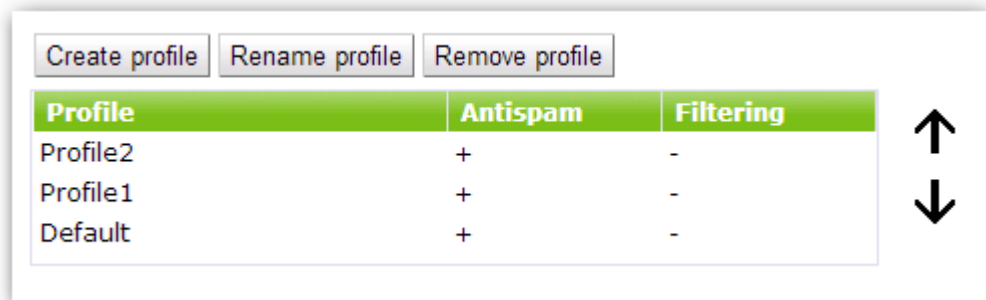 Create profile Rename profile Remove profile
Profile Antispam Filtering
Profile2 + -
Profile1 + -
Default + -